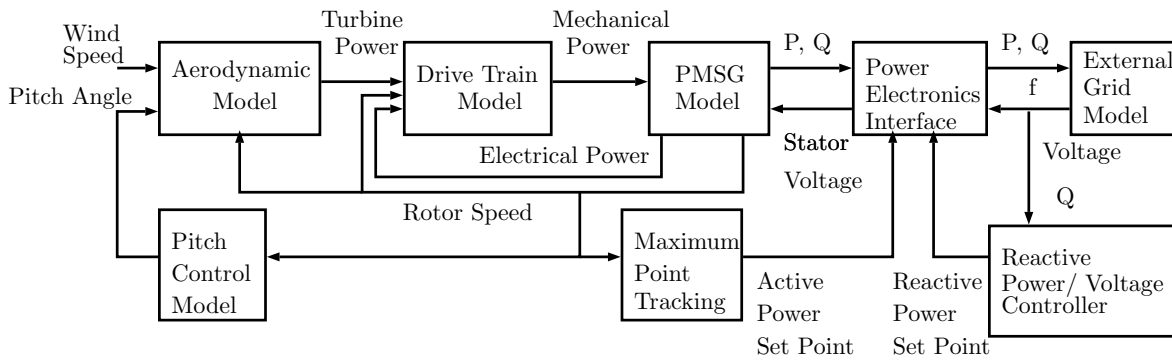 Wind
Speed
Pitch Angle
Aerodynamic
Model
Turbine
Power
Drive Train
Model
Mechanical
Power
PMSG
Model
P, Q
Stator
Voltage
Power
Electronics
Interface
P, Q
f
Voltage
External
Grid
Model
Electrical Power
Rotor Speed
Pitch
Control
Model
Maximum
Point
Tracking
Active
Power
Set Point
Reactive
Power
Set Point
Q
Reactive
Power/ Voltage
Controller